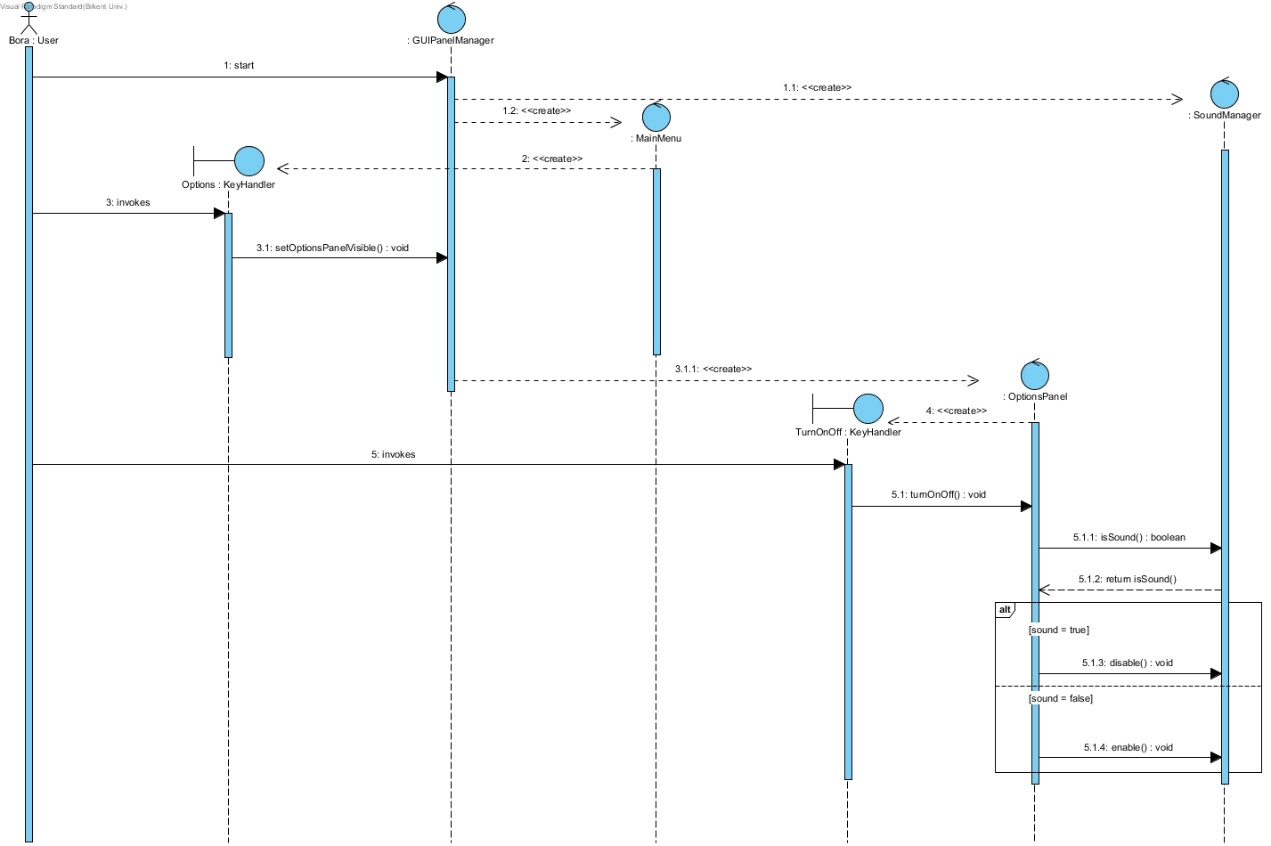 Visual Paradigm Standard(Bilkent Univ.)
Bora : User
: GUIPanelManager
1: start
1.1: <<create>>
: SoundManager
1.2: <<create>>
: MainMenu
2: <<create>>
Options : KeyHandler
3: invokes
3.1: setOptionsPanelVisible() : void
3.1.1: <<create>>
: OptionsPanel
4: <<create>>
TurnOnOff : KeyHandler
5: invokes
5.1: turnOnOff() : void
5.1.1: isSound() : boolean
5.1.2: return isSound()
alt
[sound = true]
5.1.3: disable() : void
[sound = false]
5.1.4: enable() : void